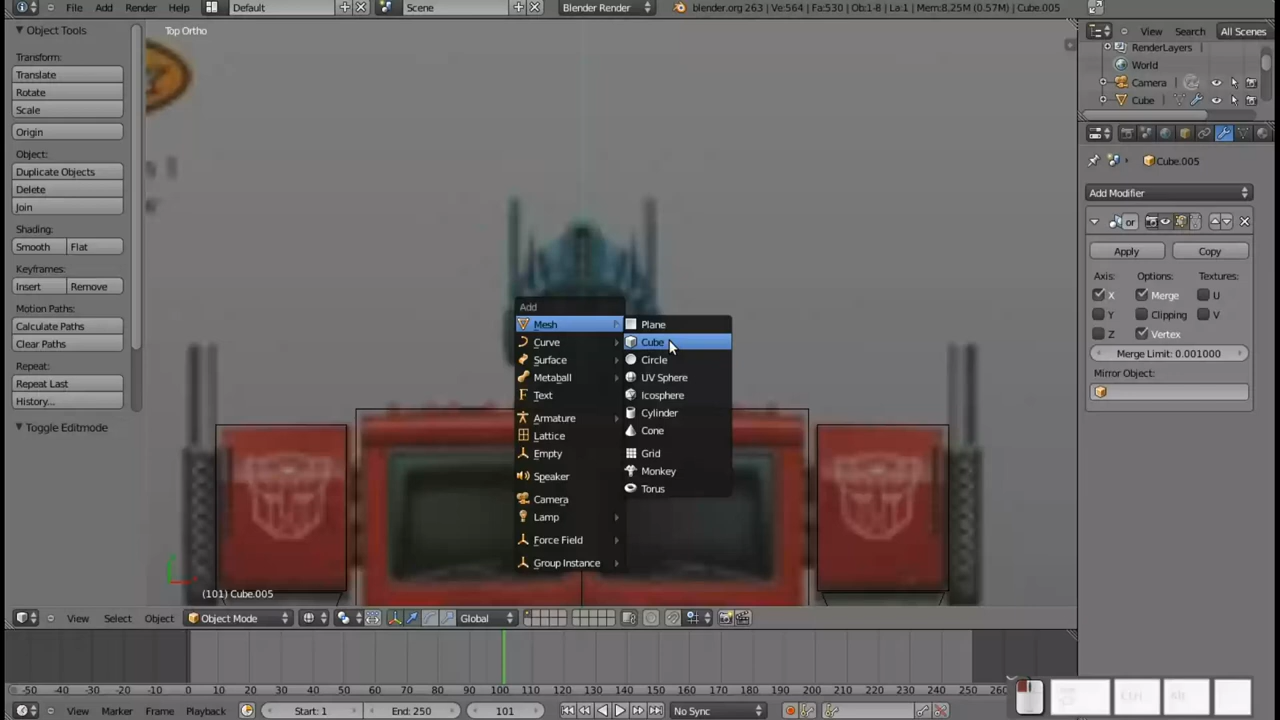 File Add Render Help Default Scene Blender Render blender.org 263 | Ve:564 | Fa:530 | Ob:1-8 | La:1 | Mem:8.25M (0.57M) | Cube.005
Object Tools
Transform:
Translate
Rotate
Scale
Origin
Object:
Duplicate Objects
Delete
Join
Shading:
Smooth Flat
Keyframes:
Insert Remove
Motion Paths:
Calculate Paths
Clear Paths
Repeat:
Repeat Last
History...
Toggle Editmode
Top Ortho
Add
Mesh
Curve
Surface
Metaball
Text
Armature
Lattice
Empty
Speaker
Camera
Lamp
Force Field
Group Instance
Plane
Cube
Circle
UV Sphere
Icosphere
Cylinder
Cone
Grid
Monkey
Torus
(101) Cube.005
View Select Object Object Mode Global
View Search All Scenes
RenderLayers
World
Camera
Cube
Cube.005
Add Modifier
or
Apply Copy
Axis: Options: Textures:
X Merge U
Y Clipping V
Z Vertex
Merge Limit: 0.001000
Mirror Object:
-50 -40 -30 -20 -10 0 10 20 30 40 50 60 70 80 90 100 110 120 130 140 150 160 170 180 190 200 210 220 230 240 250 260
View Marker Frame Playback Start: 1 End: 250 101 No Sync
Ctrl Alt